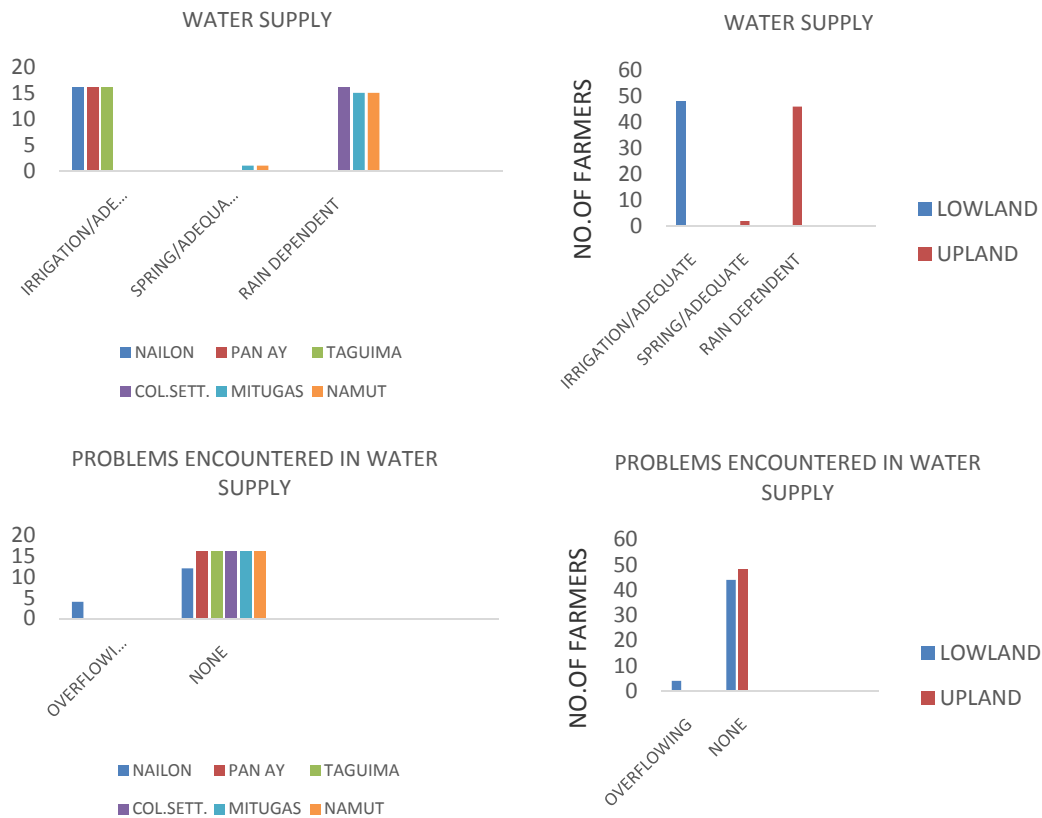 WATER SUPPLY
20
15
10
5
0
IRRIGATION/ADE...
SPRING/ADEQUA...
RAIN DEPENDENT
NAILON PAN AY TAGUIMA
COL.SETT. MITUGAS NAMUT
WATER SUPPLY
NO.OF FARMERS
60
50
40
30
20
10
0
IRRIGATION/ADEQUATE
SPRING/ADEQUATE
RAIN DEPENDENT
LOWLAND
UPLAND
PROBLEMS ENCOUNTERED IN WATER
SUPPLY
20
15
10
5
0
OVERFLOWI...
NONE
NAILON PAN AY TAGUIMA
COL.SETT. MITUGAS NAMUT
PROBLEMS ENCOUNTERED IN WATER
SUPPLY
NO.OF FARMERS
60
50
40
30
20
10
0
OVERFLOWING
NONE
LOWLAND
UPLAND